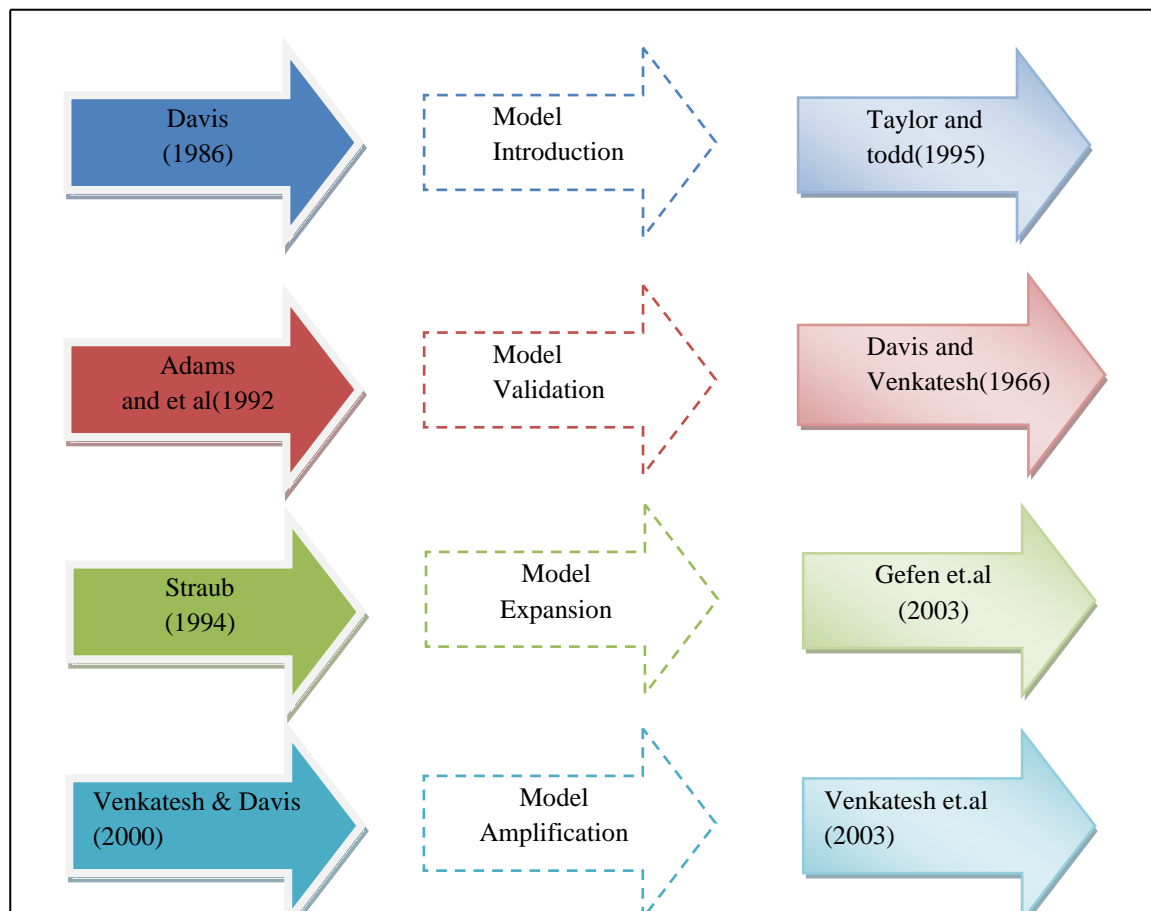 Davis
(1986)
Model
Introduction
Taylor and
todd(1995)
Adams
and et al(1992
Model
Validation
Davis and
Venkatesh(1966)
Straub
(1994)
Model
Expansion
Gefen et.al
(2003)
Venkatesh & Davis
(2000)
Model
Amplification
Venkatesh et.al
(2003)